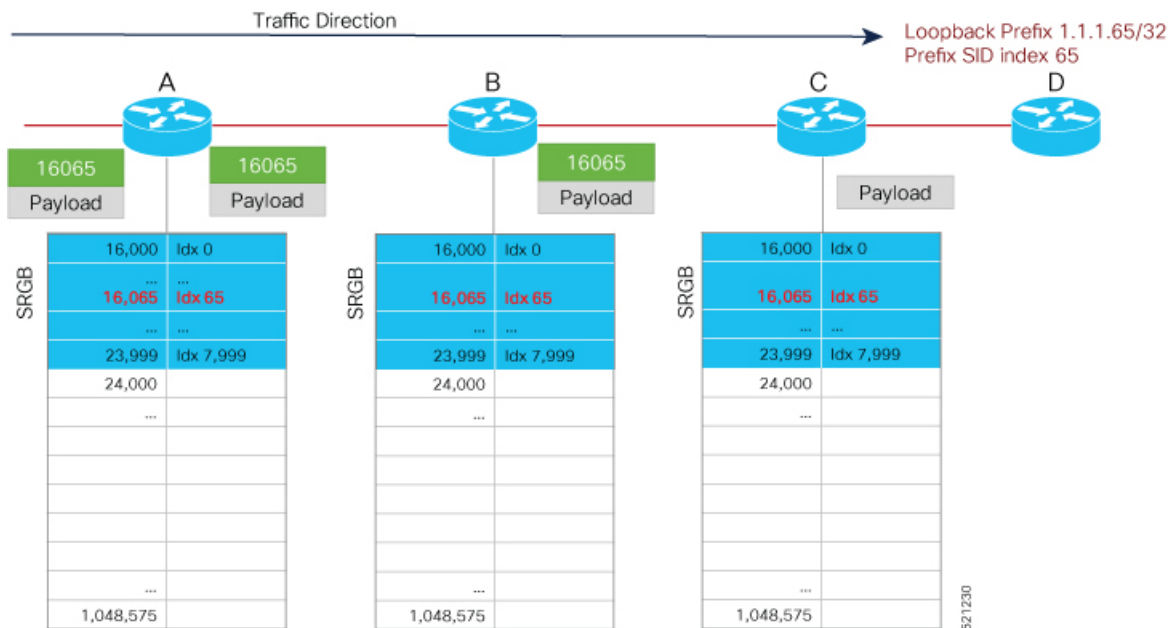 Traffic Direction
Loopback Prefix 1.1.1.65/32
Prefix SID index 65
A
B
C
D
16065
Payload
16065
Payload
16065
Payload
Payload
SRGB
16,000 Idx 0
... ...
16,065 Idx 65
... ...
23,999 Idx 7,999
24,000
...
...
1,048,575
SRGB
16,000 Idx 0
16,065 Idx 65
... ...
23,999 Idx 7,999
24,000
...
...
1,048,575
SRGB
16,000 Idx 0
16,065 Idx 65
... ...
23,999 Idx 7,999
24,000
...
...
1,048,575
521230